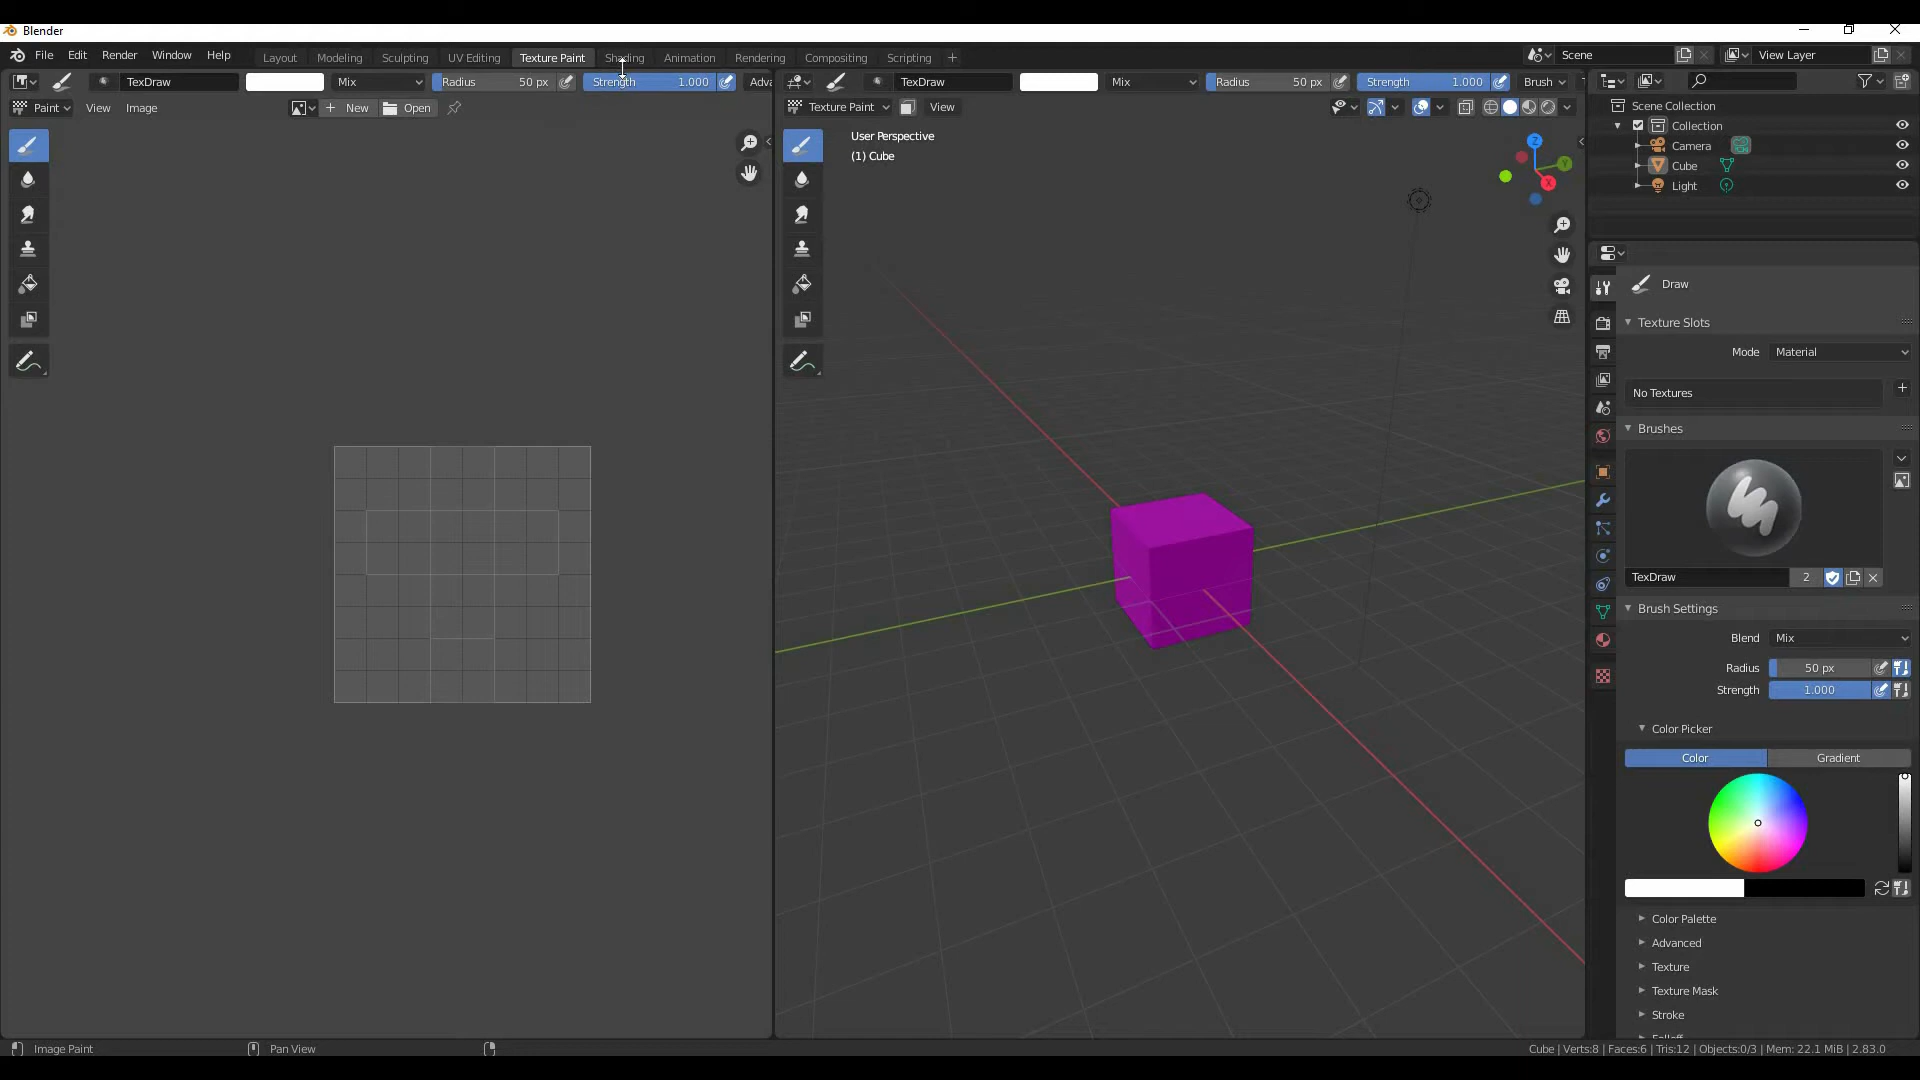 Blender
File Edit Render Window Help Layout Modeling Sculpting UV Editing Texture Paint Shading Animation Rendering Compositing Scripting + Scene View Layer
TexDraw Mix Radius 50 px Strength 1.000 Adv TexDraw Mix Radius 50 px Strength 1.000 Brush
Paint View Image New Open Texture Paint View
User Perspective
(1) Cube
Z
Y
X
Scene Collection
Collection
Camera
Cube
Light
Draw
Texture Slots
Mode Material
No Textures
Brushes
TexDraw 2
Brush Settings
Blend Mix
Radius 50 px
Strength 1.000
Color Picker
Color Gradient
Color Palette
Advanced
Texture
Texture Mask
Stroke
Image Paint Pan View Cube | Verts:8 | Faces:6 | Tris:12 | Objects:0/3 | Mem: 22.1 MiB | 2.83.0